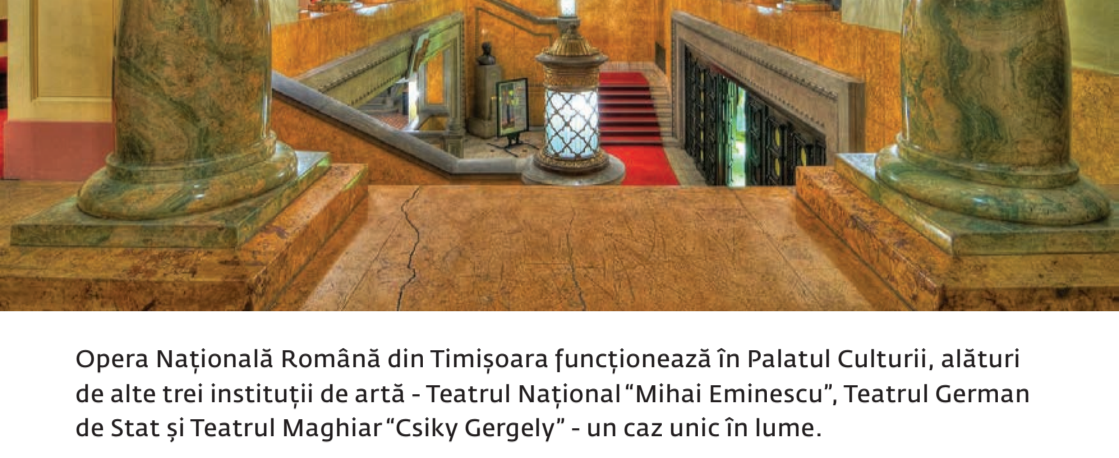 Opera Națională Română din Timișoara funcționează în Palatul Culturii, alături
de alte trei instituții de artă - Teatrul Național “Mihai Eminescu”, Teatrul German
de Stat și Teatrul Maghiar “Csiky Gergely” - un caz unic în lume.